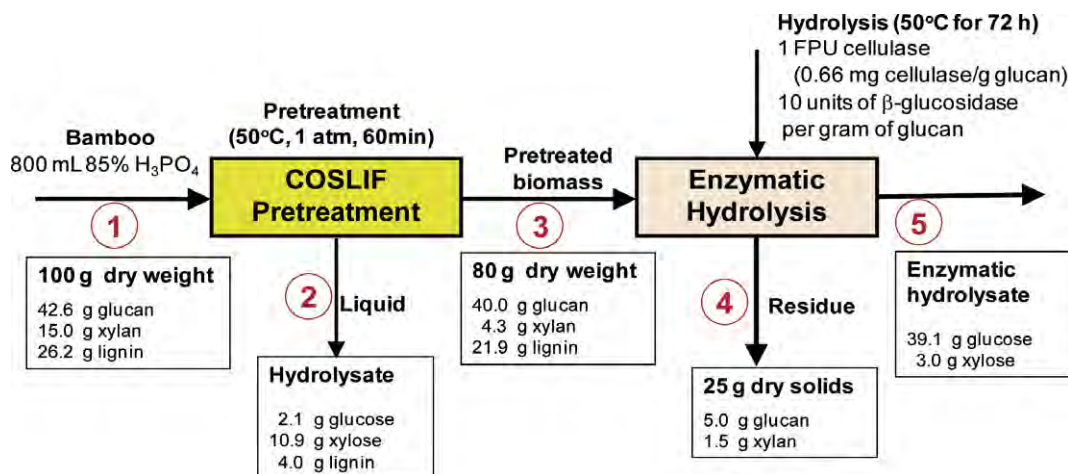 Hydrolysis (50°C for 72 h)
1 FPU cellulase
(0.66 mg cellulase/g glucan)
10 units of β-glucosidase
per gram of glucan
Bamboo
800 mL 85% H₃PO₄
Pretreatment
(50°C, 1 atm, 60min)
COSLIF
Pretreatment
Pretreated
biomass
Enzymatic
Hydrolysis
1
2
Liquid
3
4
Residue
5
100 g dry weight
42.6 g glucan
15.0 g xylan
26.2 g lignin
Hydrolysate
2.1 g glucose
10.9 g xylose
4.0 g lignin
80 g dry weight
40.0 g glucan
4.3 g xylan
21.9 g lignin
25 g dry solids
5.0 g glucan
1.5 g xylan
Enzymatic
hydrolysate
39.1 g glucose
3.0 g xylose